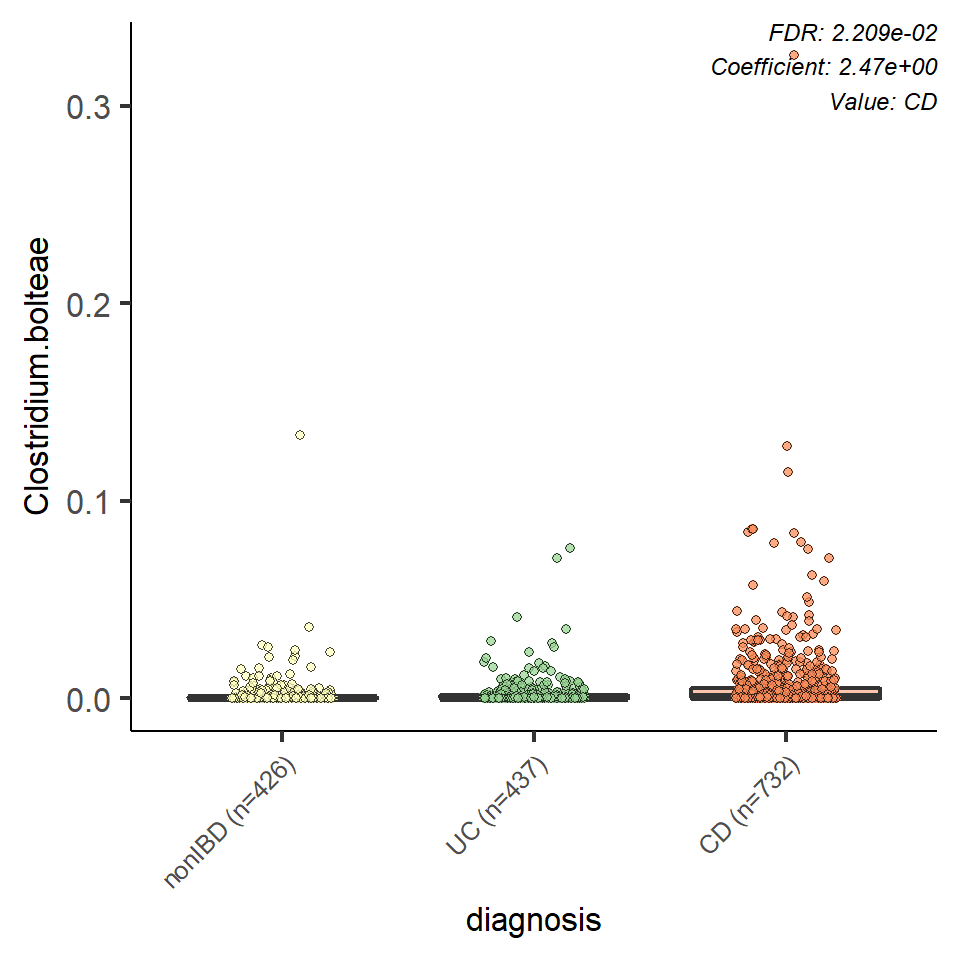 FDR: 2.209e-02
Coefficient: 2.47e+00
Value: CD
Clostridium.bolteae
0.3
0.2
0.1
0.0
nonIBD (n=426)
UC (n=437)
CD (n=732)
diagnosis